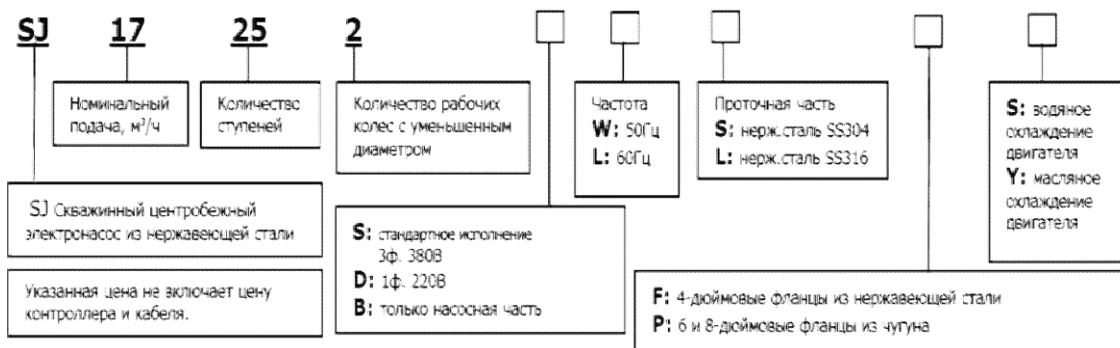 SJ 17 25 2
Номинальный
подача, м³/ч
Количество
ступеней
Количество рабочих
колес с уменьшенным
диаметром
Частота
W: 50Гц
L: 60Гц
Проточная часть
S: нерж.сталь SS304
L: нерж.сталь SS316
S: водяное
охлаждение
двигателя
Y: масляное
охлаждение
двигателя
SJ Скважинный центробежный
электронасос из нержавеющей стали
Указанная цена не включает цену
контроллера и кабеля.
S: стандартное исполнение
3ф. 380В
D: 1ф. 220В
B: только насосная часть
F: 4-дюймовые фланцы из нержавеющей стали
P: 6 и 8-дюймовые фланцы из чугуна